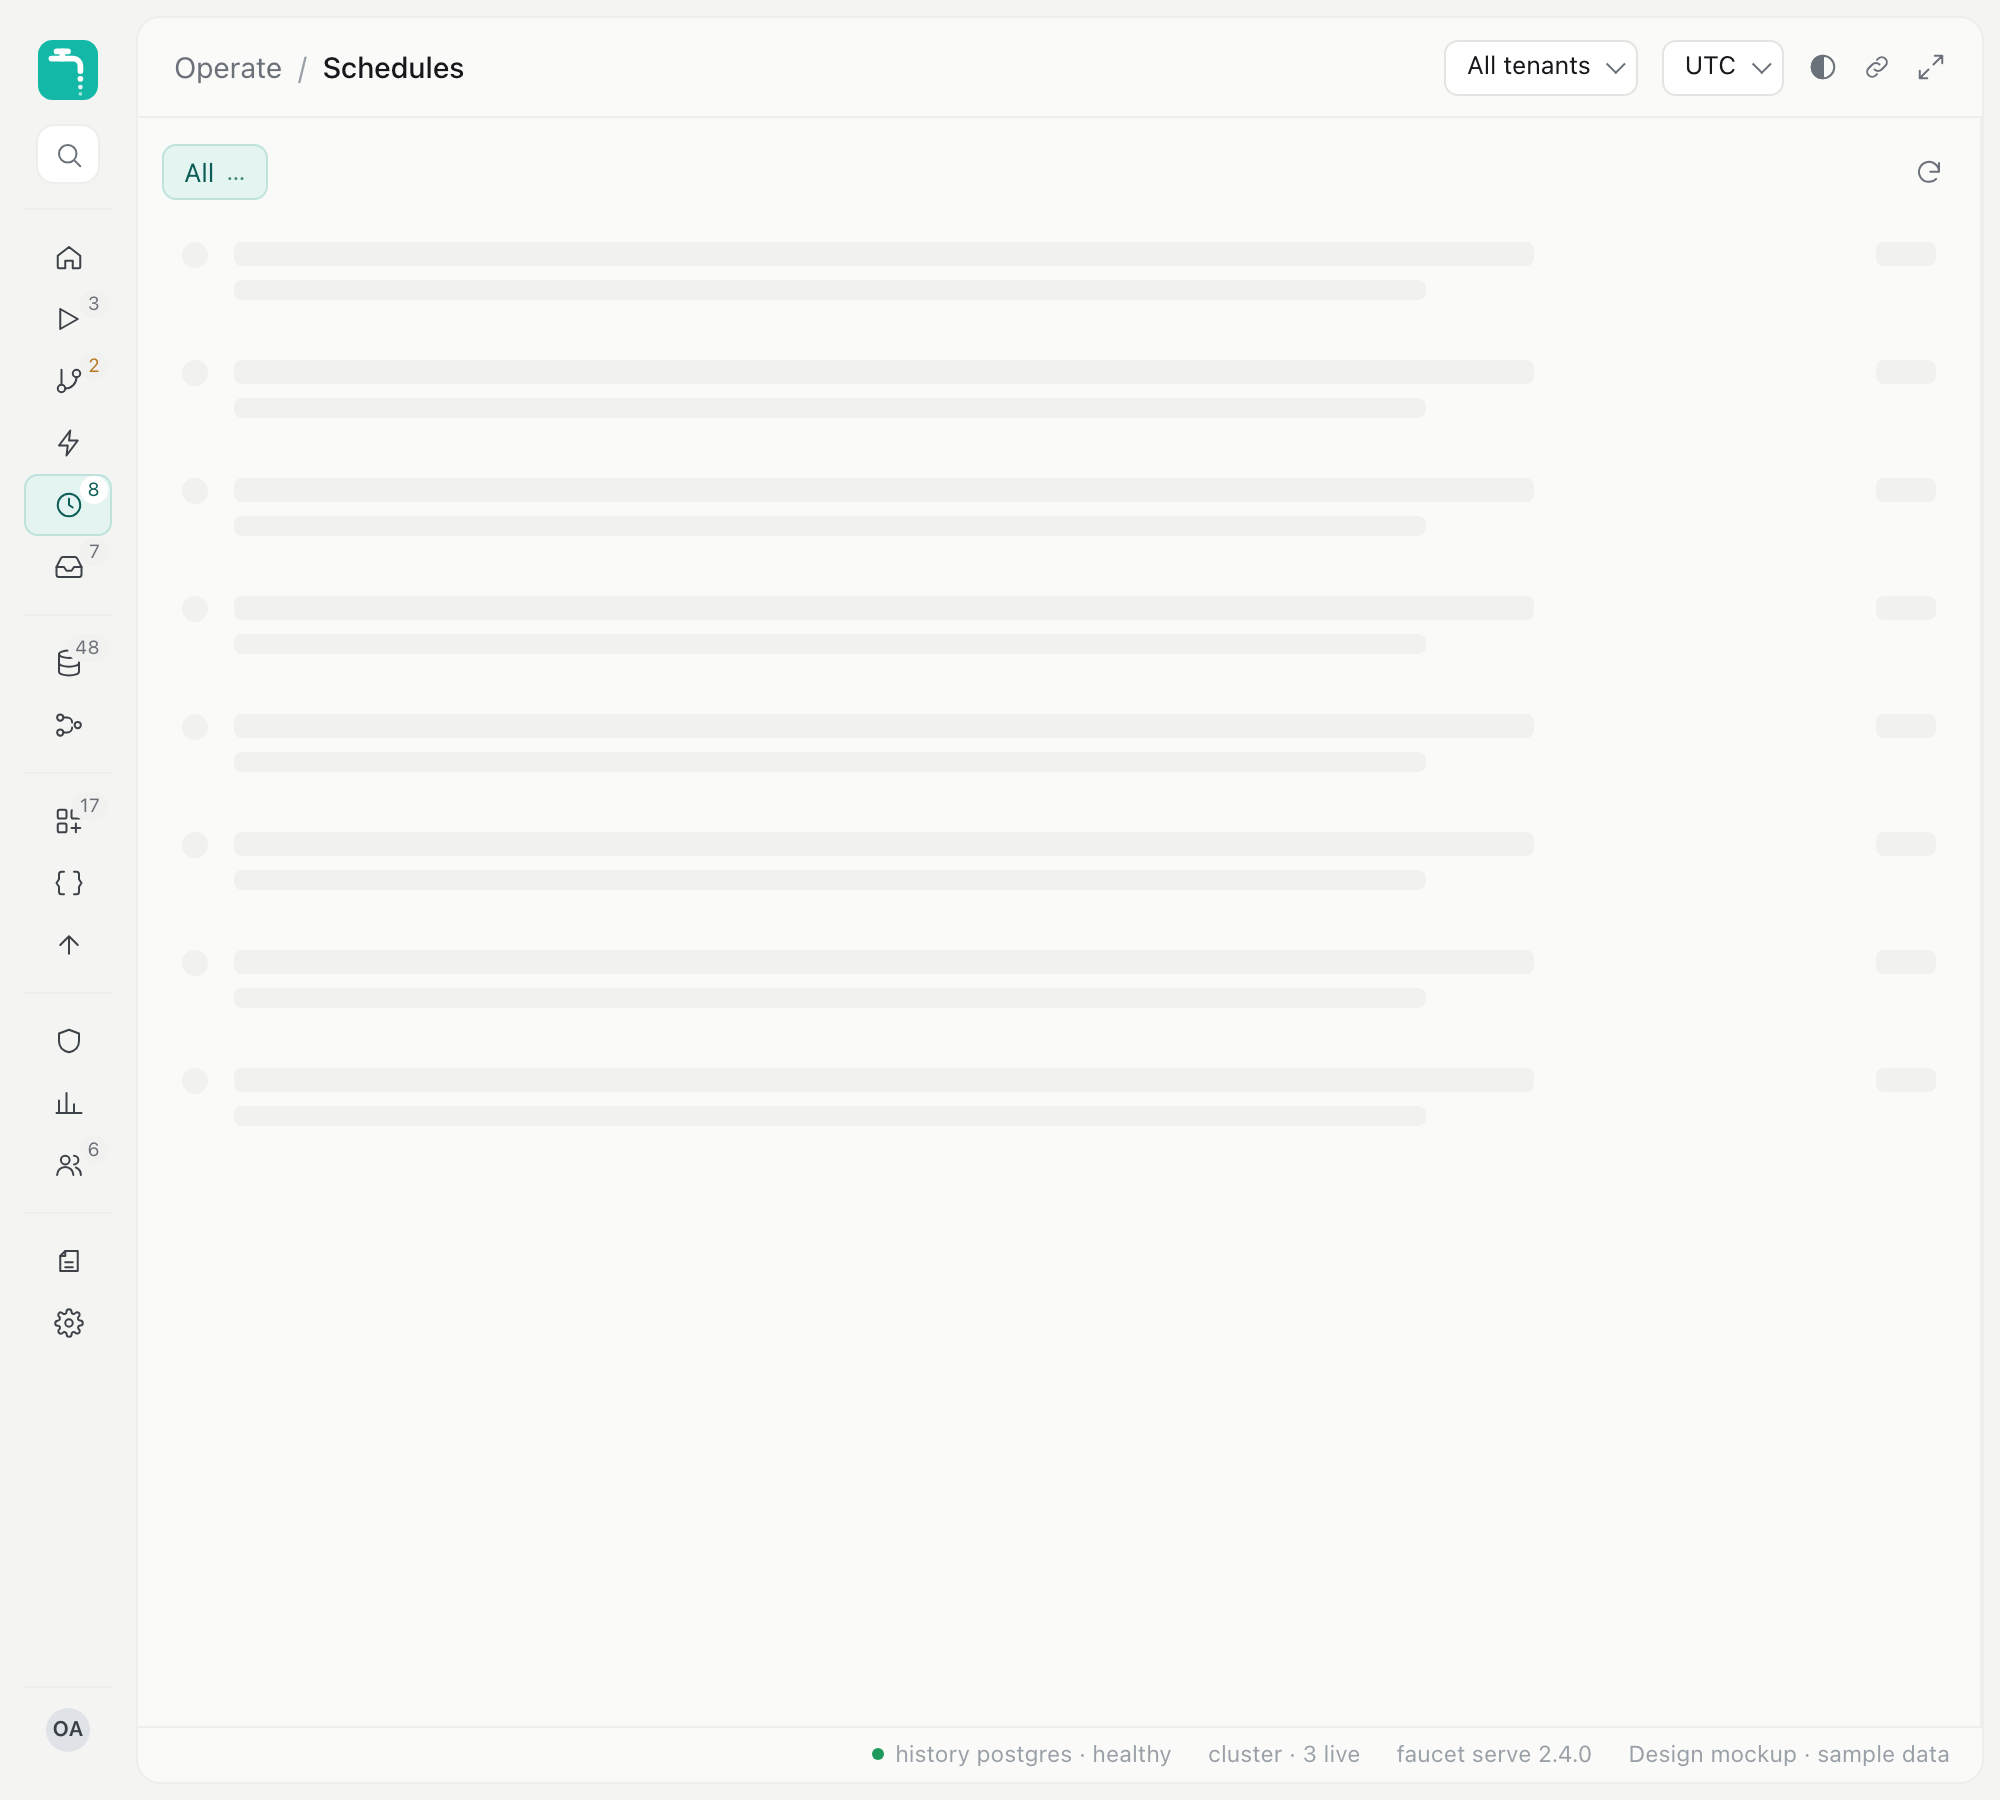 Operate / Schedules
All tenants
UTC
All ...
3
2
8
7
48
17
6
OA
history postgres · healthy
cluster · 3 live
faucet serve 2.4.0
Design mockup · sample data